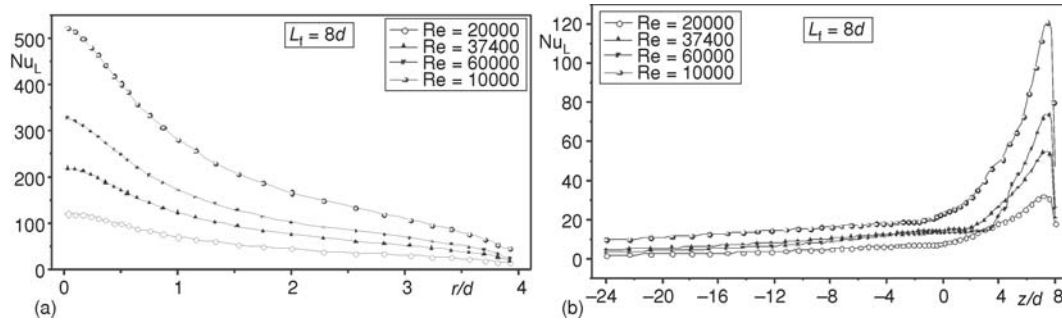 L_f = 8d
Re = 20000
Re = 37400
Re = 60000
Re = 10000
Nu_L
500
400
300
200
100
0
0 1 2 3 4
r/d
(a)
L_f = 8d
Re = 20000
Re = 37400
Re = 60000
Re = 10000
Nu_L
120
100
80
60
40
20
0
−24 −20 −16 −12 −8 −4 0 4 8
z/d
(b)